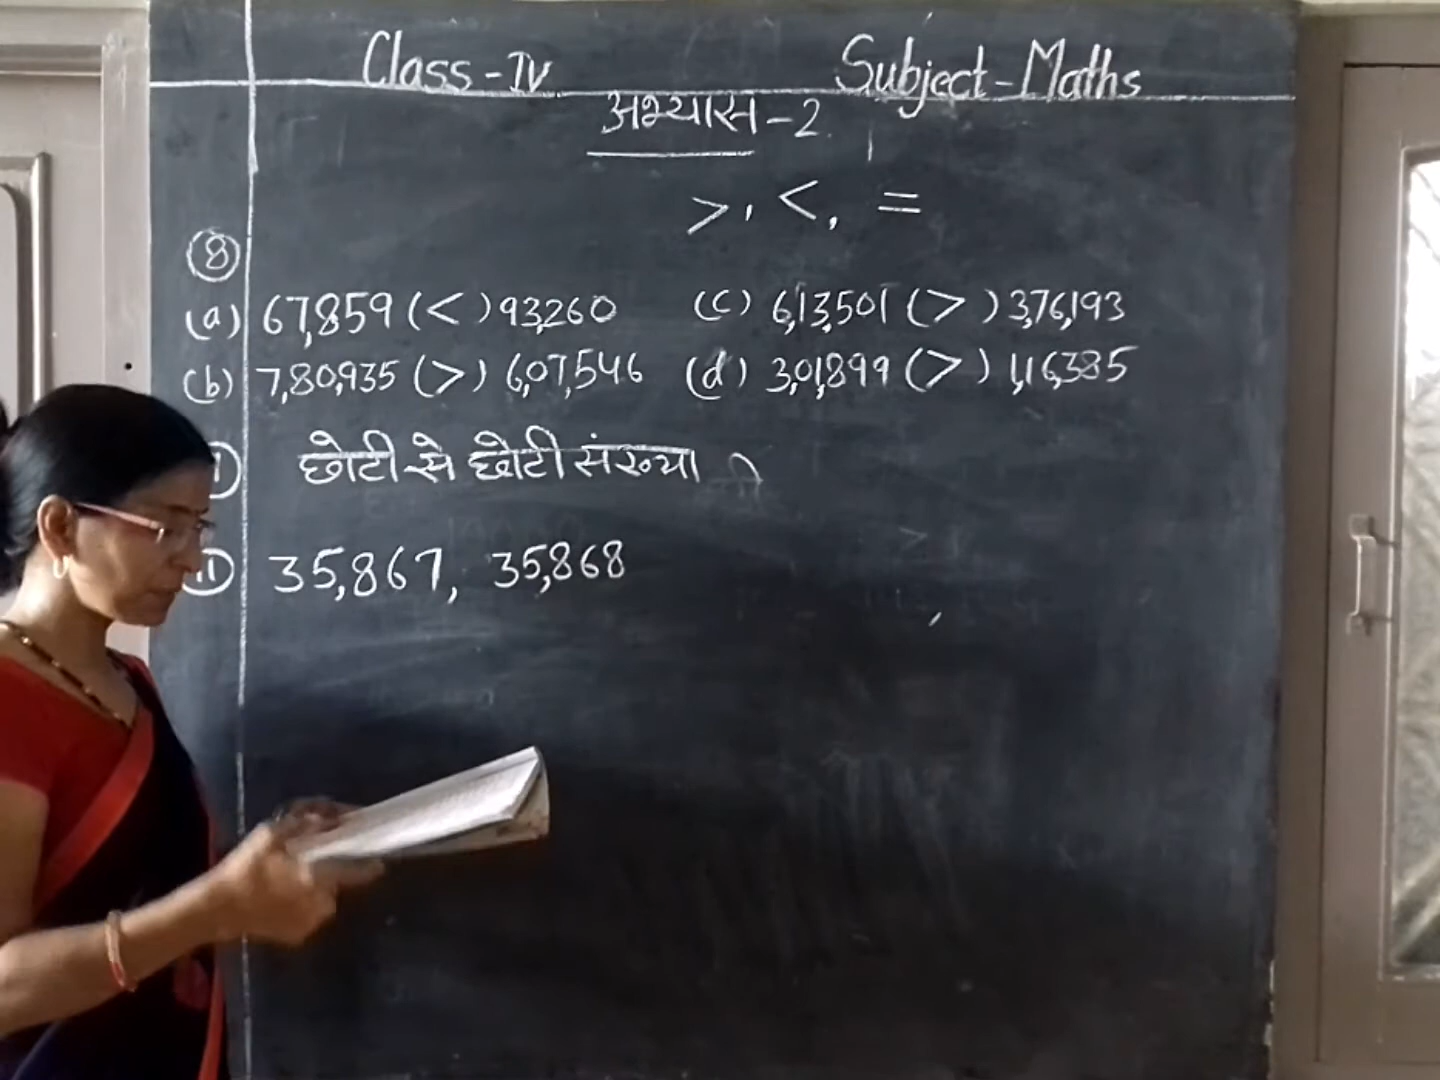 Class-IV Subject-Maths
अभ्यास-2
>, <, =
8
(a) 67,859 (<) 93,260 (c) 6,13,501 (>) 3,76,193
(b) 7,80,935 (>) 6,07,546 (d) 3,01,899 (>) 1,16,385
छोटी से छोटी संख्या
35,867, 35,868